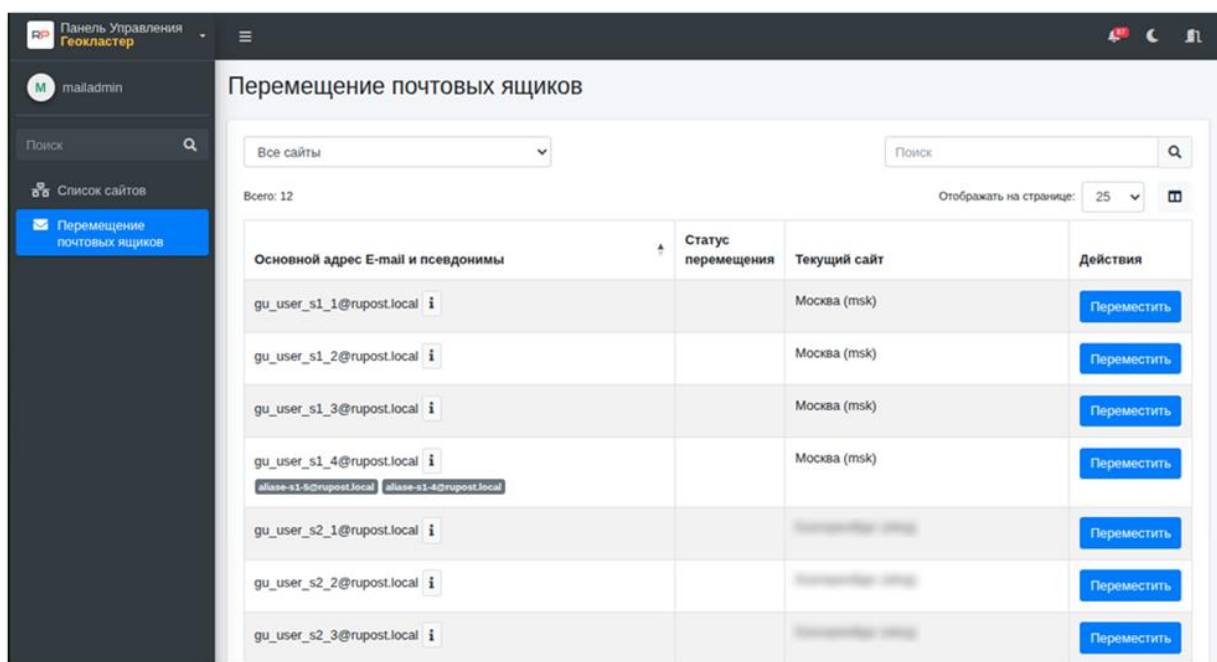 RP
Панель Управления
Геокластер
87
M
mailadmin
Перемещение почтовых ящиков
Поиск
Все сайты
Поиск
Список сайтов
Всего: 12
Отображать на странице: 25
Перемещение
почтовых ящиков
Основной адрес E-mail и псевдонимы
Статус
перемещения
Текущий сайт
Действия
gu_user_s1_1@rupost.local i
Москва (msk)
Переместить
gu_user_s1_2@rupost.local i
Москва (msk)
Переместить
gu_user_s1_3@rupost.local i
Москва (msk)
Переместить
gu_user_s1_4@rupost.local i
Москва (msk)
Переместить
aliase-s1-5@rupost.local aliase-s1-4@rupost.local
gu_user_s2_1@rupost.local i
Переместить
gu_user_s2_2@rupost.local i
Переместить
gu_user_s2_3@rupost.local i
Переместить